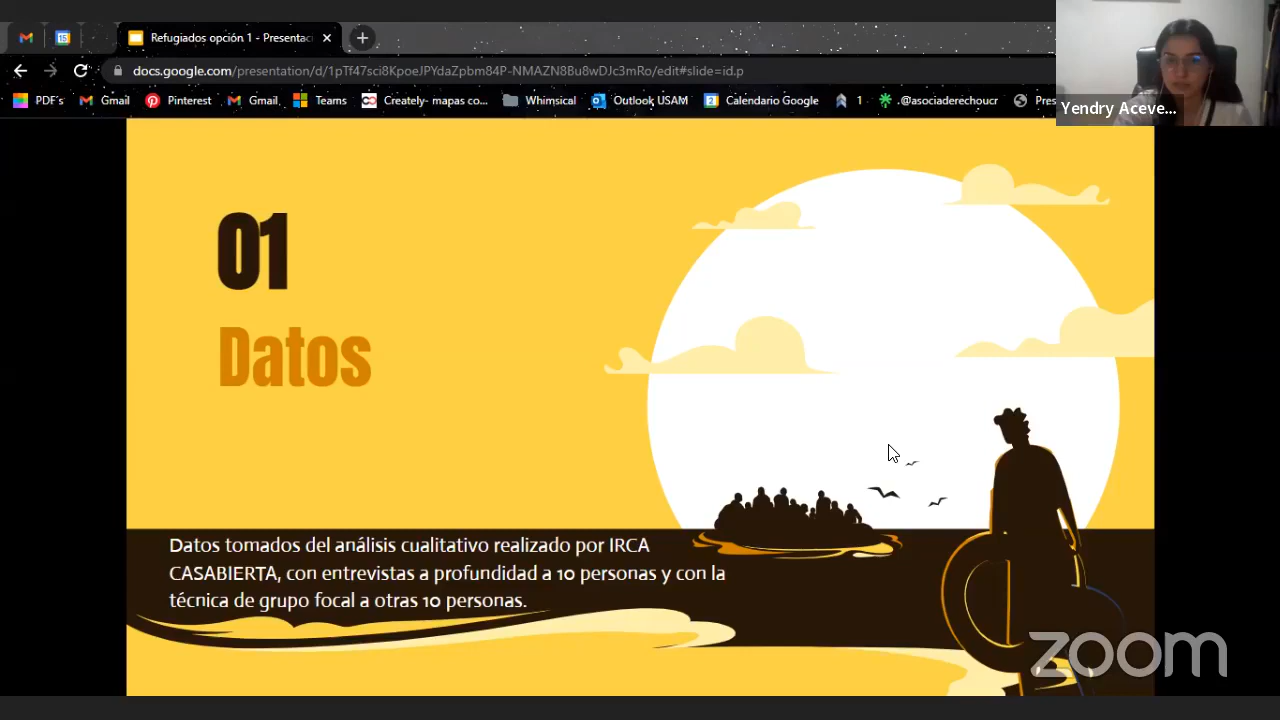 Refugiados opción 1 - Presentac
docs.google.com/presentation/d/1pTf47sci8KpoeJPYdaZpbm84P-NMAZN8Bu8wDJc3mRo/edit#slide=id.p
PDF's Gmail Pinterest Gmail Teams Creately- mapas co... Whimsical Outlook USAM Calendario Google 1 .@asociaderechoucr Pres
Yendry Aceve...
01
Datos
Datos tomados del análisis cualitativo realizado por IRCA
CASABIERTA, con entrevistas a profundidad a 10 personas y con la
técnica de grupo focal a otras 10 personas.
zoom